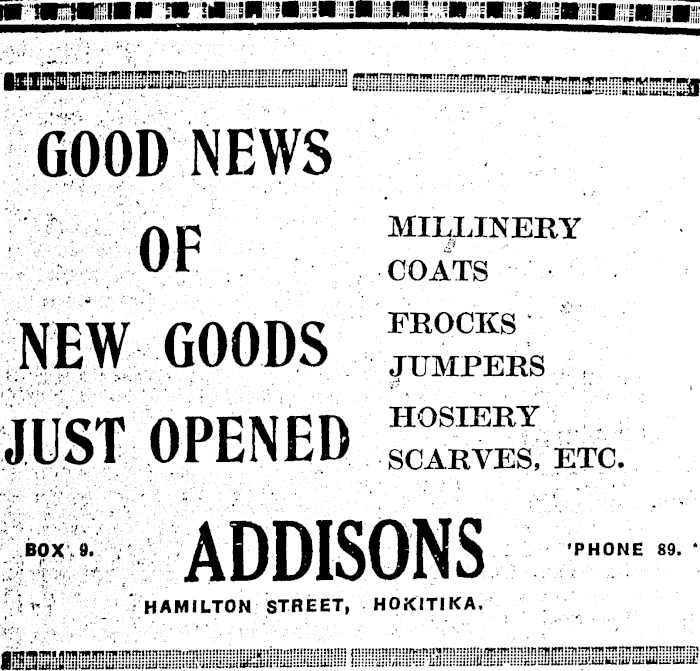 GOOD NEWS
OF
NEW GOODS
JUST OPENED
MILLINERY
COATS
FROCKS
JUMPERS
HOSIERY
SCARVES, ETC.
BOX 9.
ADDISONS
'PHONE 89.
HAMILTON STREET, HOKITIKA.